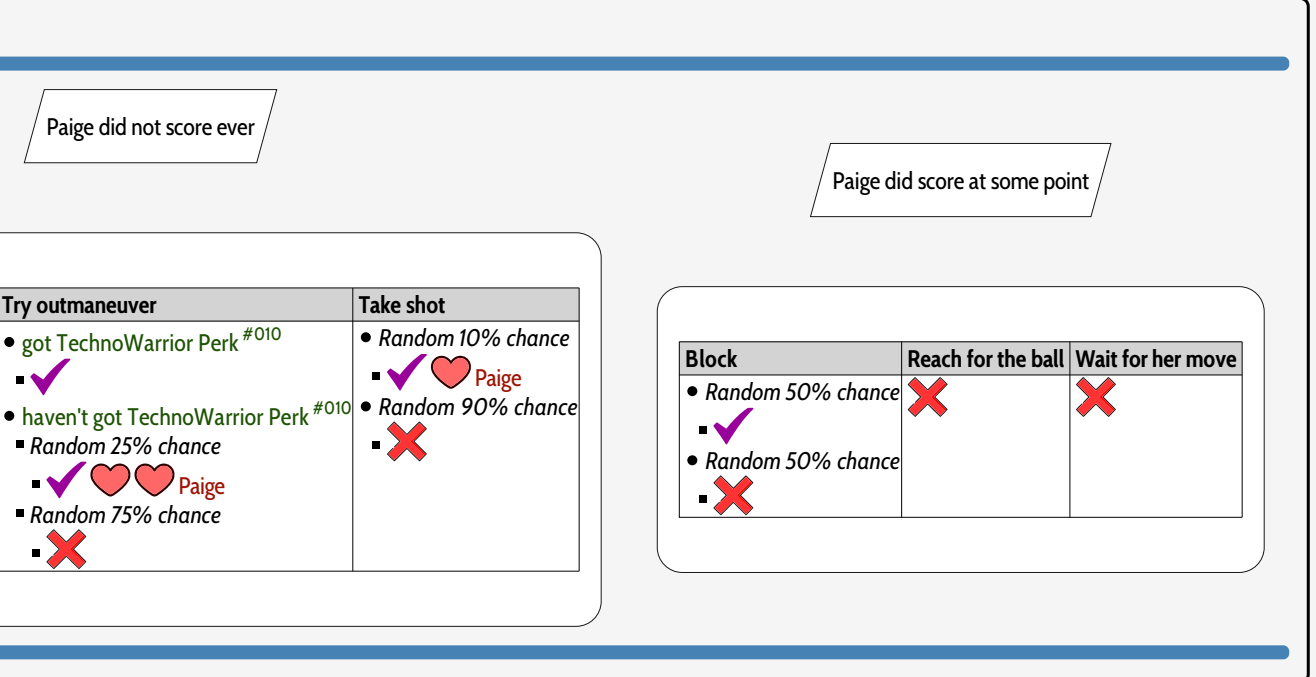 Paige did not score ever
Try outmaneuver
Take shot
got TechnoWarrior Perk #010
haven't got TechnoWarrior Perk #010
Random 25% chance
Paige
Random 75% chance
Random 10% chance
Paige
Random 90% chance
Paige did score at some point
Block
Reach for the ball
Wait for her move
Random 50% chance
Random 50% chance